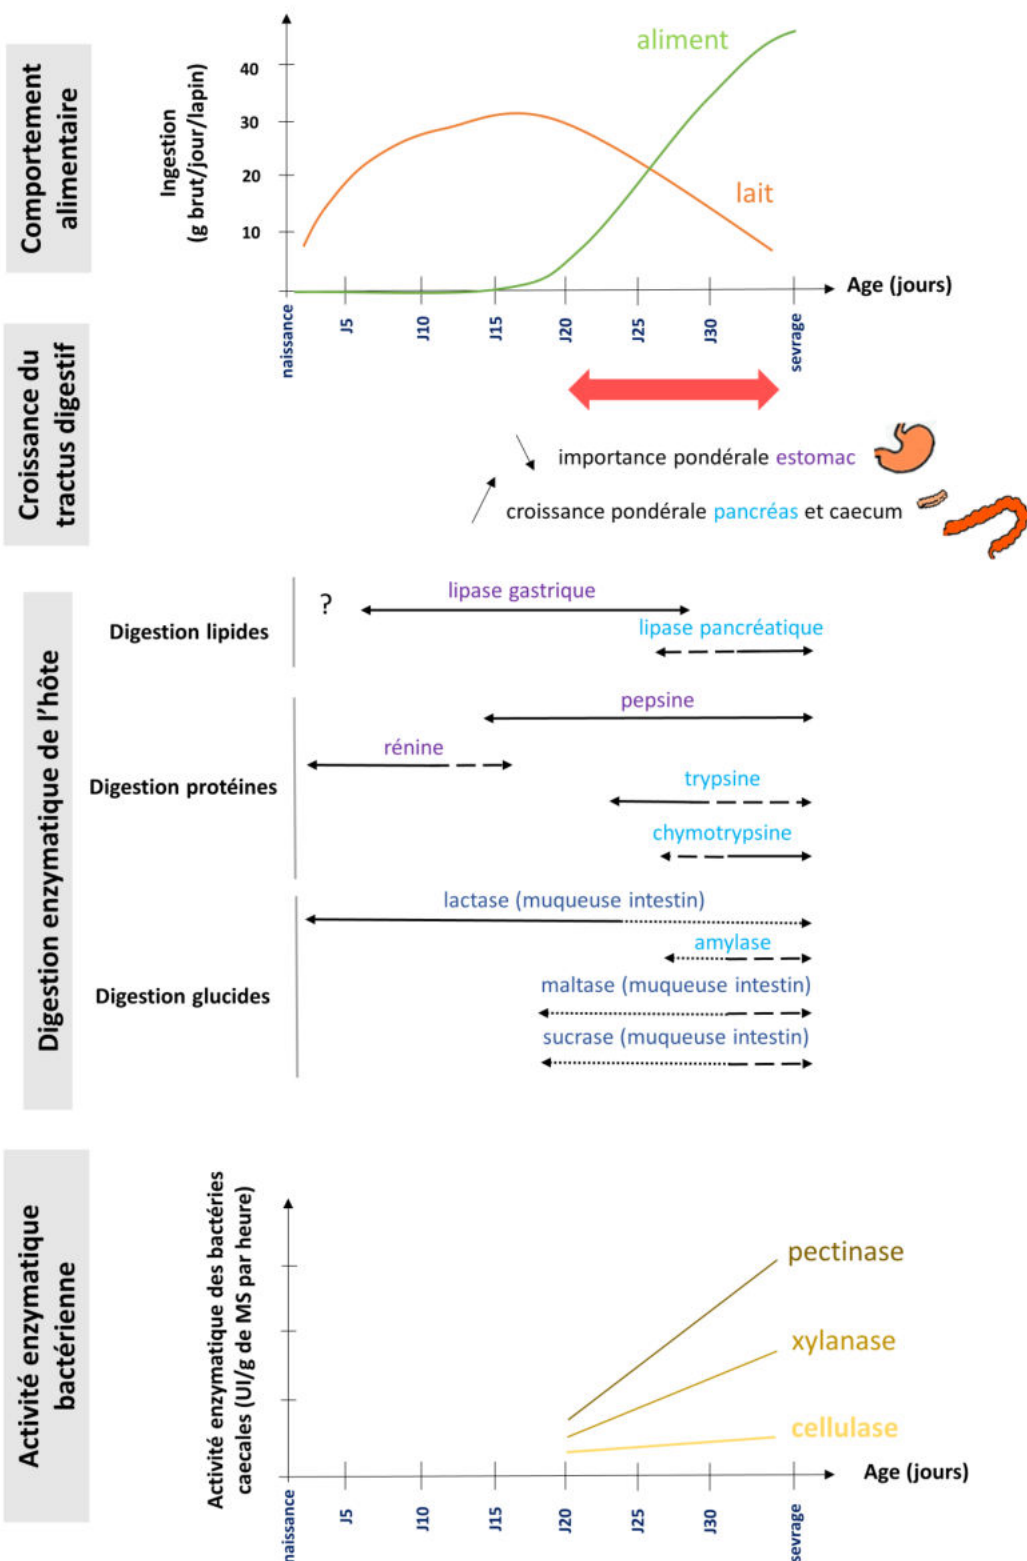 Comportement
alimentaire
Ingestion
(g brut/jour/lapin)
40
30
20
10
aliment
lait
Age (jours)
naissance
J5
J10
J15
J20
J25
J30
sevrage
Croissance du
tractus digestif
importance pondérale estomac
croissance pondérale pancréas et caecum
Digestion enzymatique de l'hôte
Digestion lipides
?
lipase gastrique
lipase pancréatique
Digestion protéines
pepsine
rénine
trypsine
chymotrypsine
Digestion glucides
lactase (muqueuse intestin)
amylase
maltase (muqueuse intestin)
sucrase (muqueuse intestin)
Activité enzymatique
bactérienne
Activité enzymatique des bactéries
caecales (UI/g de MS par heure)
pectinase
xylanase
cellulase
Age (jours)
naissance
J5
J10
J15
J20
J25
J30
sevrage